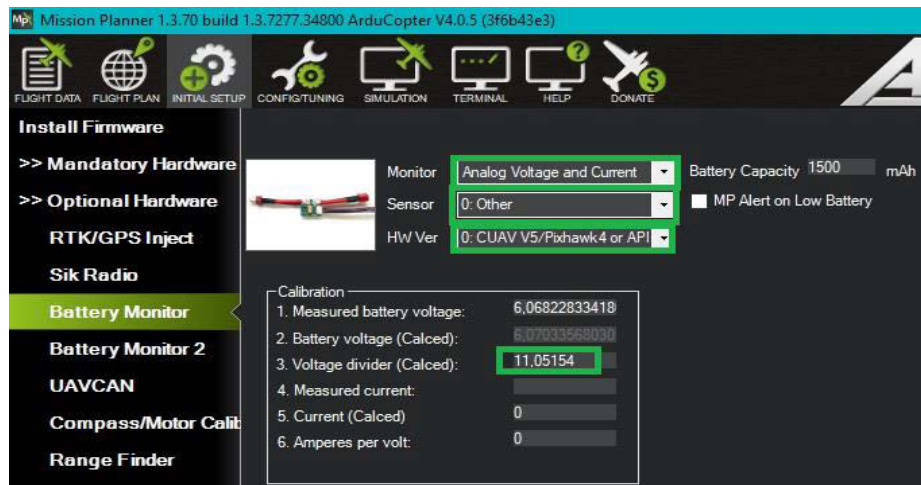 Mission Planner 1.3.70 build 1.3.7277.34800 ArduCopter V4.0.5 (3f6b43e3)
FLIGHT DATA FLIGHT PLAN INITIAL SETUP CONFIG/TUNING SIMULATION TERMINAL HELP DONATE
Install Firmware
>> Mandatory Hardware
>> Optional Hardware
RTK/GPS Inject
Sik Radio
Battery Monitor
Battery Monitor 2
UAVCAN
Compass/Motor Calib
Range Finder
Monitor Analog Voltage and Current Battery Capacity 1500 mAh
Sensor 0: Other MP Alert on Low Battery
HW Ver 0: CUAV V5/Pixhawk4 or API
Calibration
1. Measured battery voltage: 6,06822833418
2. Battery voltage (Calced): 6,07033568030
3. Voltage divider (Calced): 11,05154
4. Measured current:
5. Current (Calced) 0
6. Amperes per volt: 0